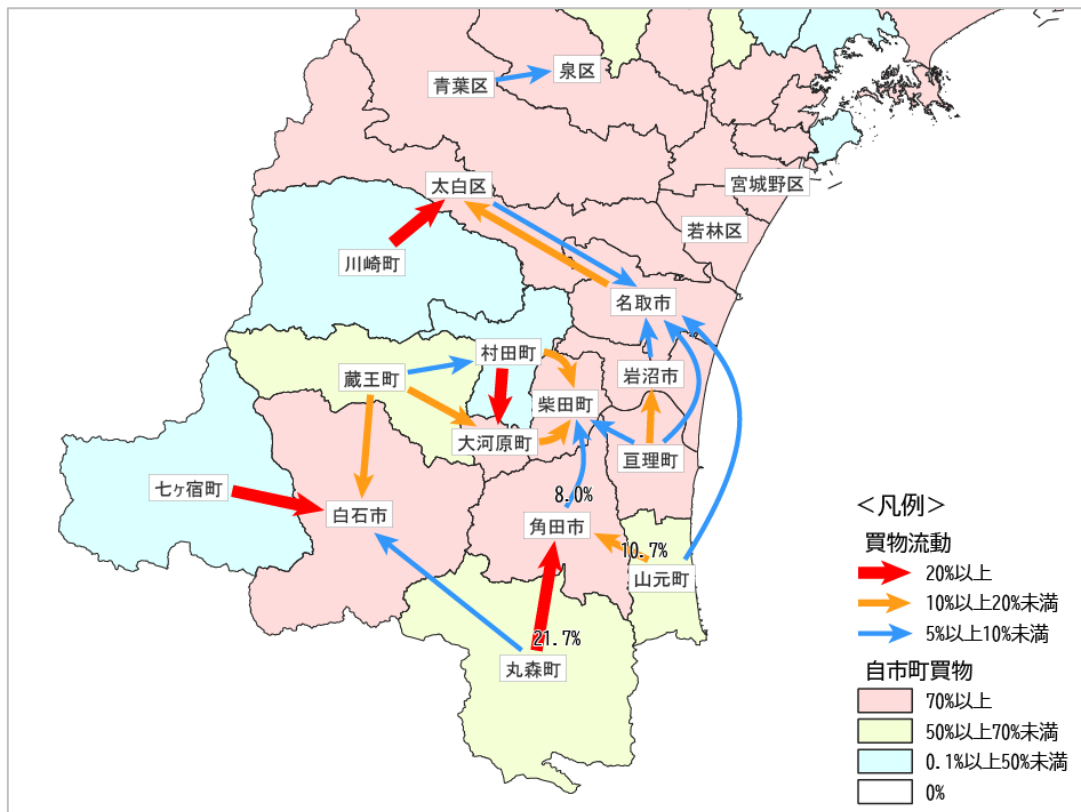 泉区
青葉区
太白区
宮城野区
若林区
川崎町
名取市
村田町
蔵王町
岩沼市
柴田町
大河原町
亘理町
七ヶ宿町
白石市
8.0%
角田市
10.7%
山元町
21.7%
丸森町
<凡例>
買物流動
20%以上
10%以上20%未満
5%以上10%未満
自市町買物
70%以上
50%以上70%未満
0.1%以上50%未満
0%